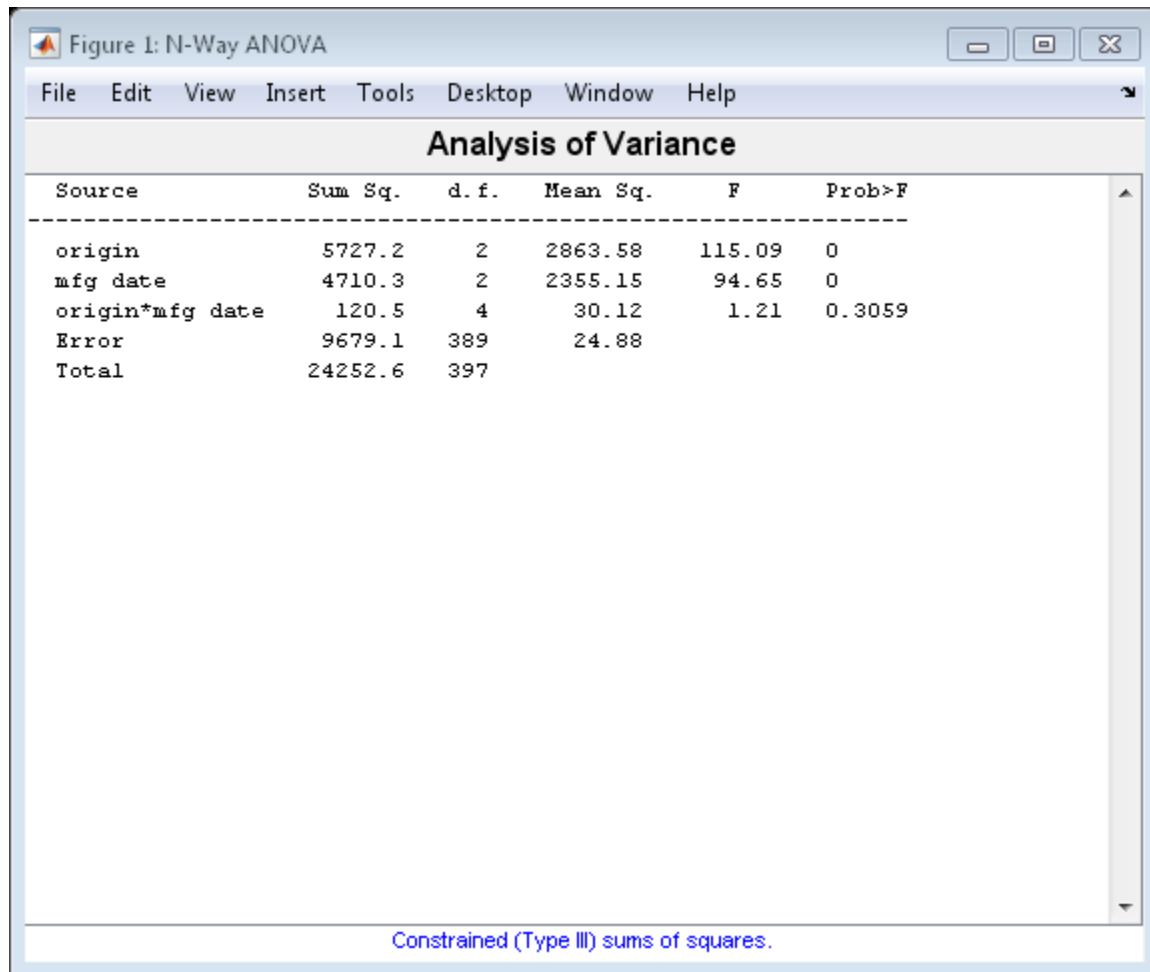 Figure 1: N-Way ANOVA
File Edit View Insert Tools Desktop Window Help
Analysis of Variance
Source Sum Sq. d.f. Mean Sq. F Prob>F
origin 5727.2 2 2863.58 115.09 0
mfg date 4710.3 2 2355.15 94.65 0
origin*mfg date 120.5 4 30.12 1.21 0.3059
Error 9679.1 389 24.88
Total 24252.6 397
Constrained (Type III) sums of squares.